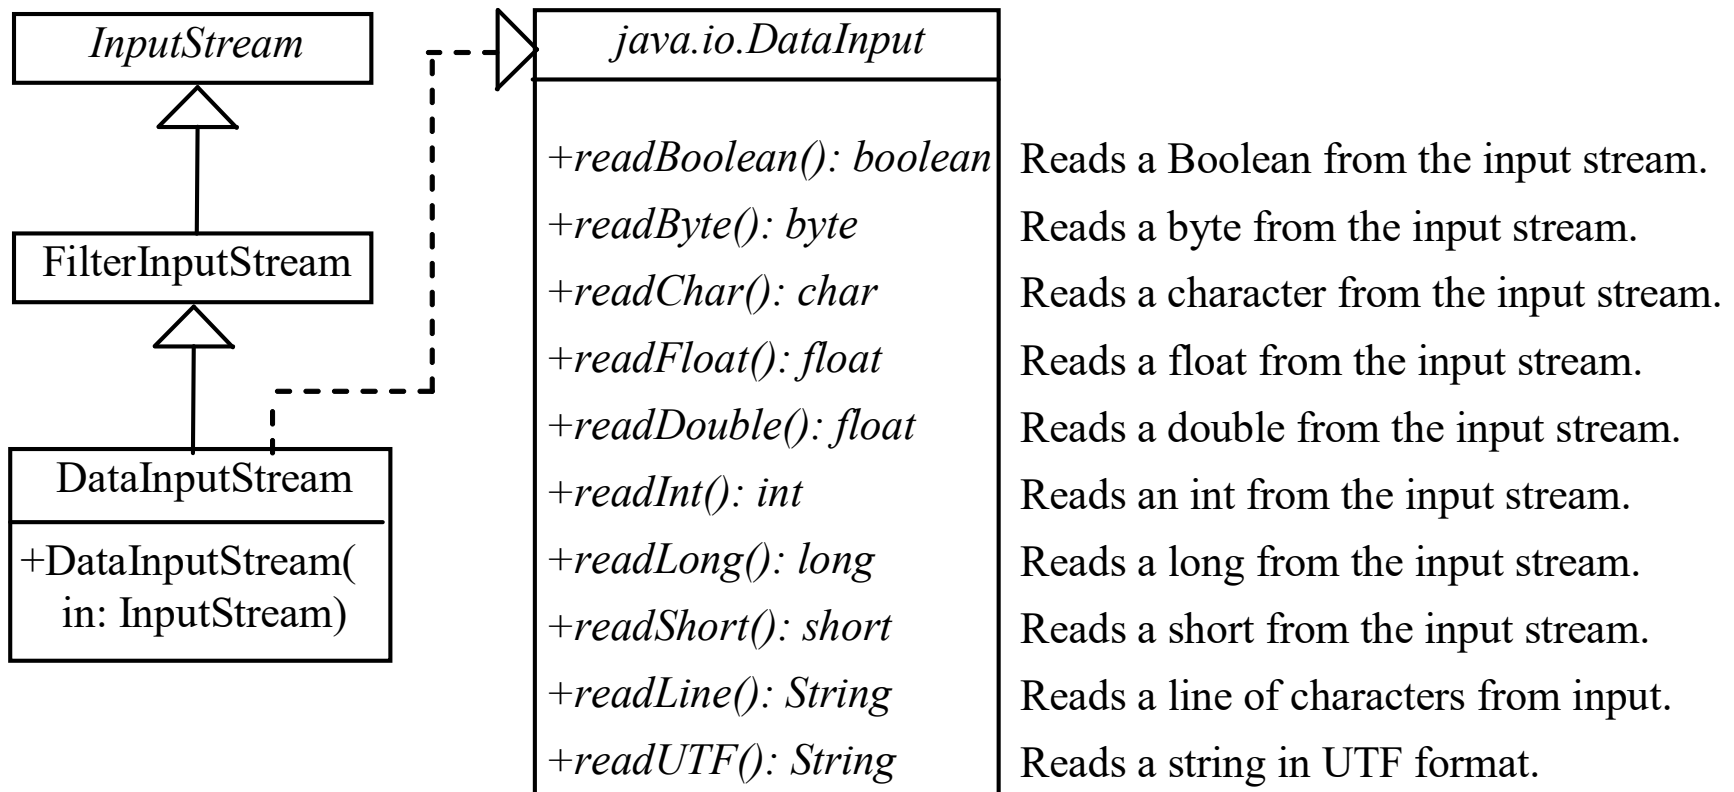 InputStream
FilterInputStream
DataInputStream
+DataInputStream(
in: InputStream)
java.io.DataInput
+readBoolean(): boolean Reads a Boolean from the input stream.
+readByte(): byte Reads a byte from the input stream.
+readChar(): char Reads a character from the input stream.
+readFloat(): float Reads a float from the input stream.
+readDouble(): float Reads a double from the input stream.
+readInt(): int Reads an int from the input stream.
+readLong(): long Reads a long from the input stream.
+readShort(): short Reads a short from the input stream.
+readLine(): String Reads a line of characters from input.
+readUTF(): String Reads a string in UTF format.